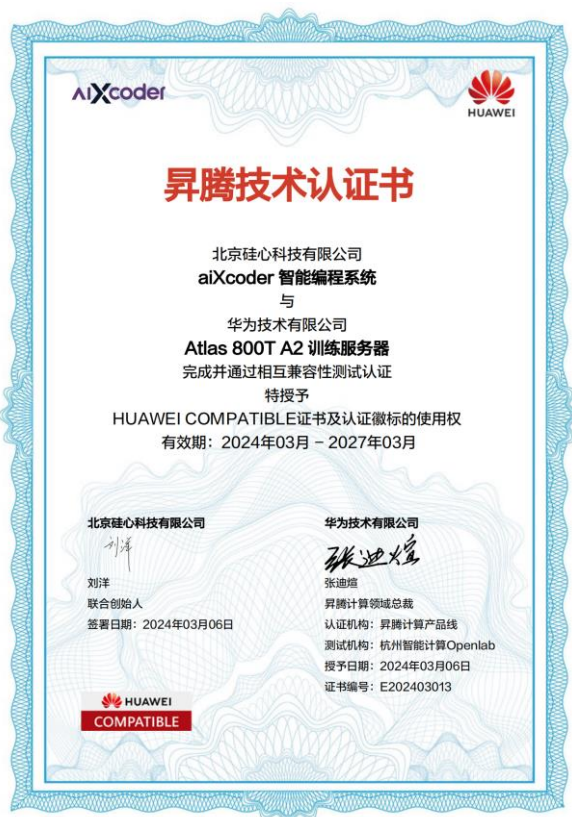 aiXcoder
HUAWEI
昇腾技术认证书
北京硅心科技有限公司
aiXcoder 智能编程系统
与
华为技术有限公司
Atlas 800T A2 训练服务器
完成并通过相互兼容性测试认证
特授予
HUAWEI COMPATIBLE证书及认证徽标的使用权
有效期：2024年03月 – 2027年03月
北京硅心科技有限公司
刘洋
刘洋
联合创始人
签署日期：2024年03月06日
华为技术有限公司
张迪煊
张迪煊
昇腾计算领域总裁
认证机构：昇腾计算产品线
测试机构：杭州智能计算Openlab
授予日期：2024年03月06日
证书编号：E202403013
HUAWEI
COMPATIBLE